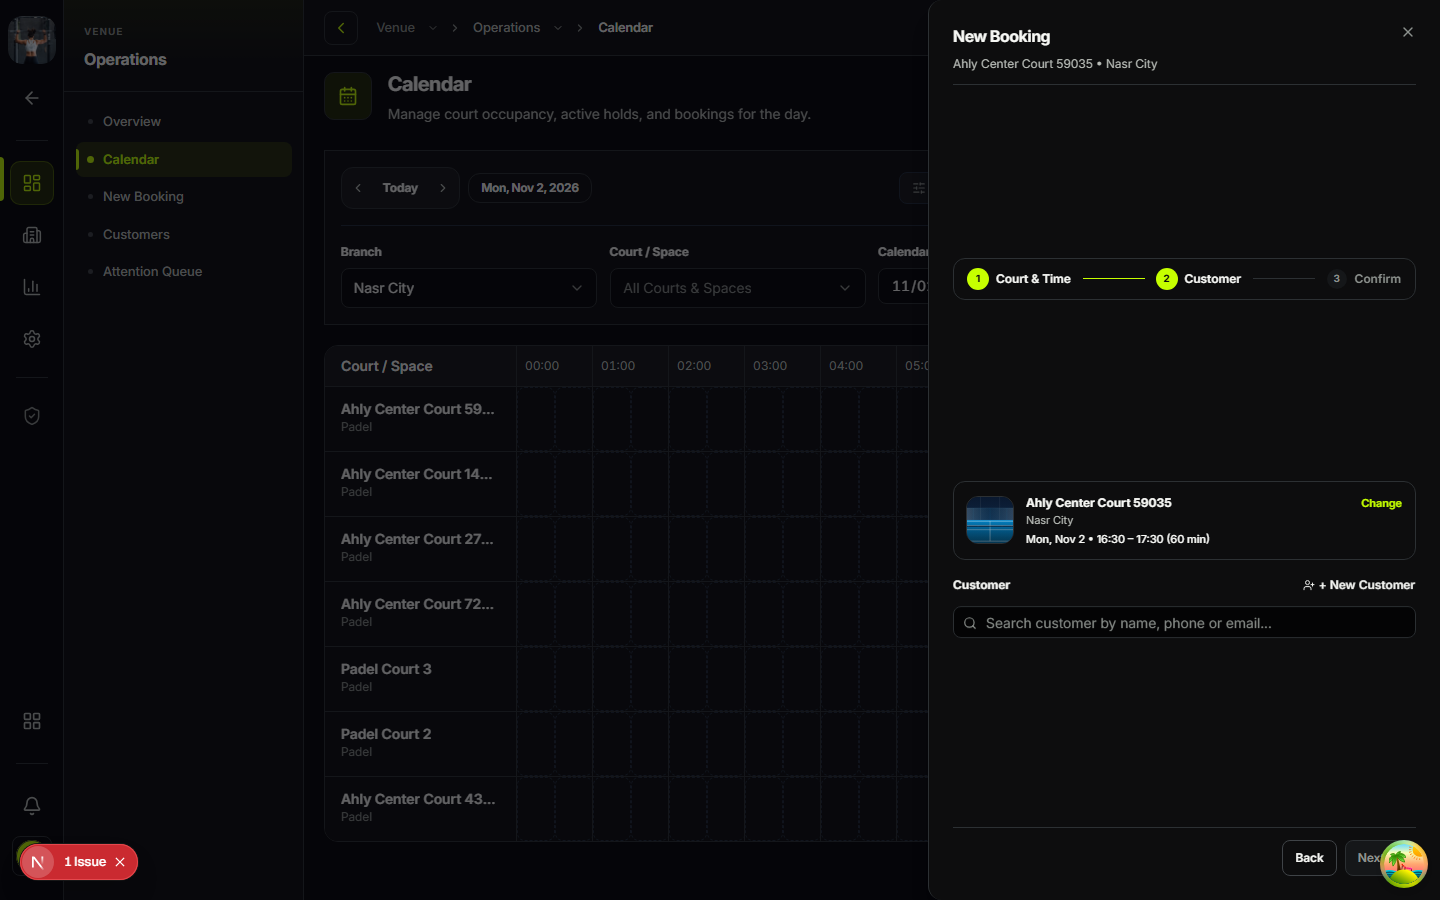 VENUE
Operations
Overview
Calendar
New Booking
Customers
Attention Queue
1 Issue
Venue
Operations
Calendar
Calendar
Manage court occupancy, active holds, and bookings for the day.
Today
Mon, Nov 2, 2026
Branch
Court / Space
Calendar
Nasr City
All Courts & Spaces
Court / Space 00:00 01:00 02:00 03:00 04:00
Ahly Center Court 59...
Padel
Ahly Center Court 14...
Padel
Ahly Center Court 27...
Padel
Ahly Center Court 72...
Padel
Padel Court 3
Padel
Padel Court 2
Padel
Ahly Center Court 43...
Padel
New Booking
Ahly Center Court 59035 • Nasr City
1 Court & Time 2 Customer 3 Confirm
Ahly Center Court 59035
Change
Nasr City
Mon, Nov 2 • 16:30 – 17:30 (60 min)
Customer
+ New Customer
Search customer by name, phone or email...
Back